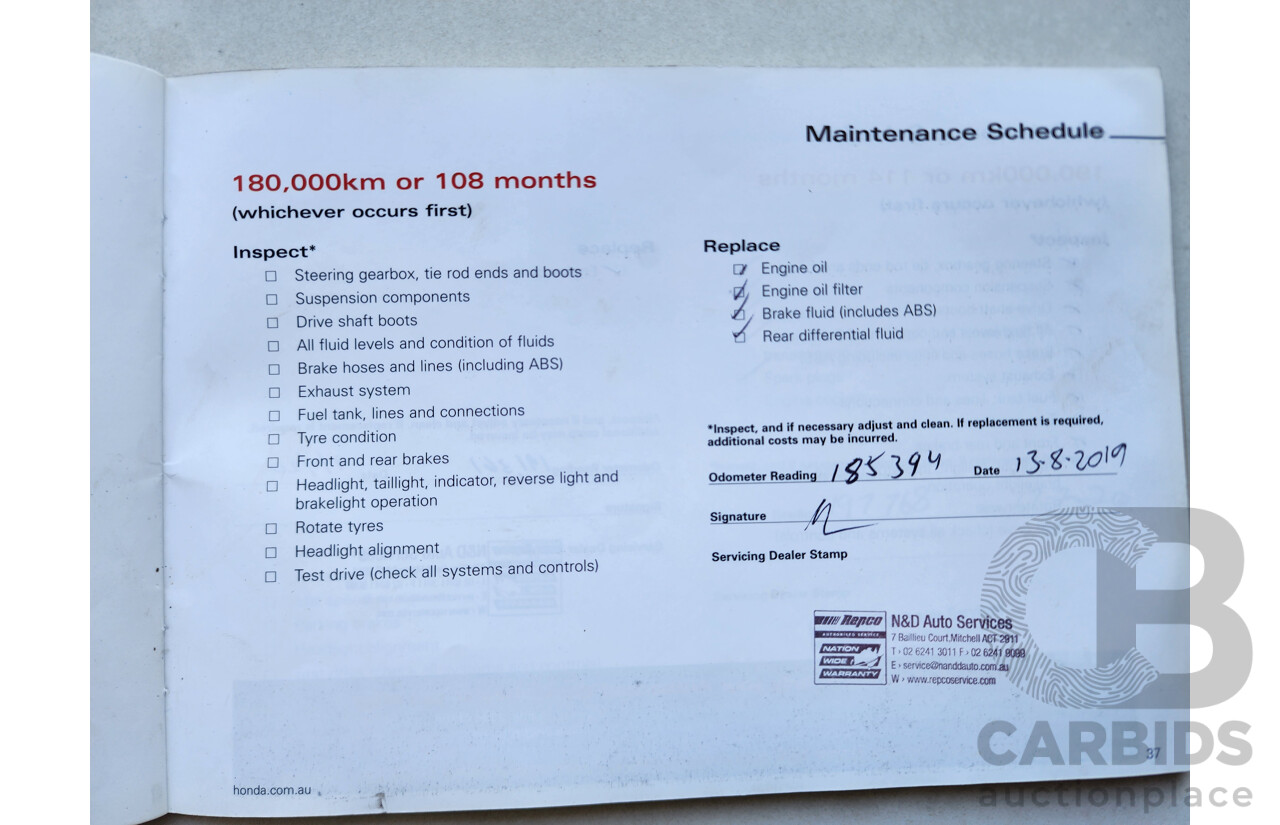 Maintenance Schedule
180,000km or 108 months
(whichever occurs first)
Inspect*
Steering gearbox, tie rod ends and boots
Suspension components
Drive shaft boots
All fluid levels and condition of fluids
Brake hoses and lines (including ABS)
Exhaust system
Fuel tank, lines and connections
Tyre condition
Front and rear brakes
Headlight, taillight, indicator, reverse light and
brakelight operation
Rotate tyres
Headlight alignment
Test drive (check all systems and controls)
Replace
Engine oil
Engine oil filter
Brake fluid (includes ABS)
Rear differential fluid
*Inspect, and if necessary adjust and clean. If replacement is required,
additional costs may be incurred.
Odometer Reading 185394 Date 13-8-2019
Signature
Servicing Dealer Stamp
Repco
AUTHORISED SERVICE
NATION
WIDE
WARRANTY
N&D Auto Services
7 Baillieu Court, Mitchell ACT 2911
T 02 6241 3011 F 02 6241 8088
E service@nanddauto.com.au
W www.repcoservice.com
37
honda.com.au
CB
CARBIDS
auctionplace